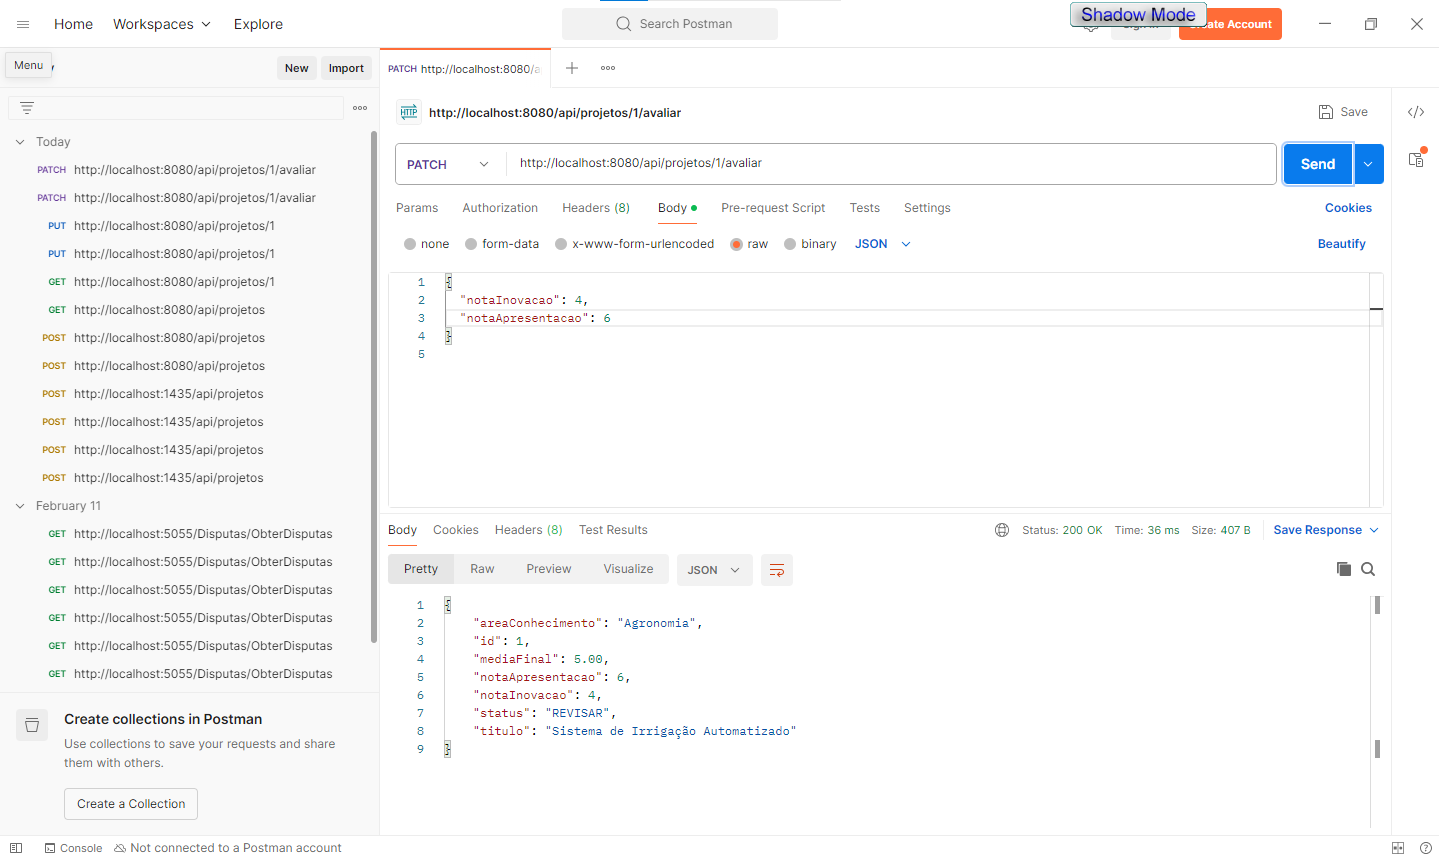 Home
Workspaces
Explore
Search Postman
Shadow Mode
Create Account
Menu
New
Import
PATCH http://localhost:8080/a
http://localhost:8080/api/projetos/1/avaliar
Save
Today
PATCH http://localhost:8080/api/projetos/1/avaliar
PATCH http://localhost:8080/api/projetos/1/avaliar
PUT http://localhost:8080/api/projetos/1
PUT http://localhost:8080/api/projetos/1
GET http://localhost:8080/api/projetos/1
GET http://localhost:8080/api/projetos
POST http://localhost:8080/api/projetos
POST http://localhost:8080/api/projetos
POST http://localhost:1435/api/projetos
POST http://localhost:1435/api/projetos
POST http://localhost:1435/api/projetos
POST http://localhost:1435/api/projetos
February 11
GET http://localhost:5055/Disputas/ObterDisputas
GET http://localhost:5055/Disputas/ObterDisputas
GET http://localhost:5055/Disputas/ObterDisputas
GET http://localhost:5055/Disputas/ObterDisputas
GET http://localhost:5055/Disputas/ObterDisputas
GET http://localhost:5055/Disputas/ObterDisputas
Create collections in Postman
Use collections to save your requests and share
them with others.
Create a Collection
PATCH
http://localhost:8080/api/projetos/1/avaliar
Send
Params
Authorization
Headers (8)
Body
Pre-request Script
Tests
Settings
Cookies
none
form-data
x-www-form-urlencoded
raw
binary
JSON
Beautify
1 {
2 "notaInovacao": 4,
3 "notaApresentacao": 6
4 }
5
Body
Cookies
Headers (8)
Test Results
Status: 200 OK
Time: 36 ms
Size: 407 B
Save Response
Pretty
Raw
Preview
Visualize
JSON
1 {
2 "areaConhecimento": "Agronomia",
3 "id": 1,
4 "mediaFinal": 5.00,
5 "notaApresentacao": 6,
6 "notaInovacao": 4,
7 "status": "REVISAR",
8 "titulo": "Sistema de Irrigação Automatizado"
9 }
Console
Not connected to a Postman account